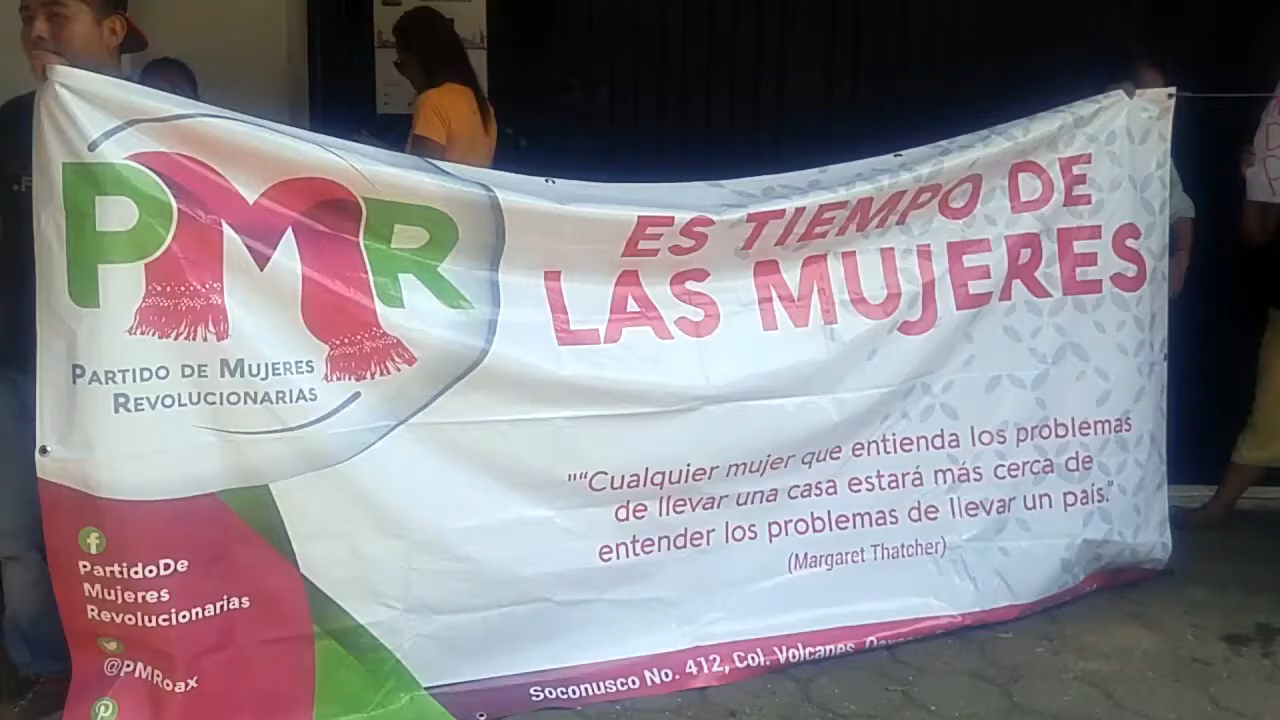 PMR
PARTIDO DE MUJERES
REVOLUCIONARIAS
ES TIEMPO DE
LAS MUJERES
""Cualquier mujer que entienda los problemas
de llevar una casa estará más cerca de
entender los problemas de llevar un país."
(Margaret Thatcher)
PartidoDe
Mujeres
Revolucionarias
@PMRoax
Soconusco No. 412, Col. Volcanes,